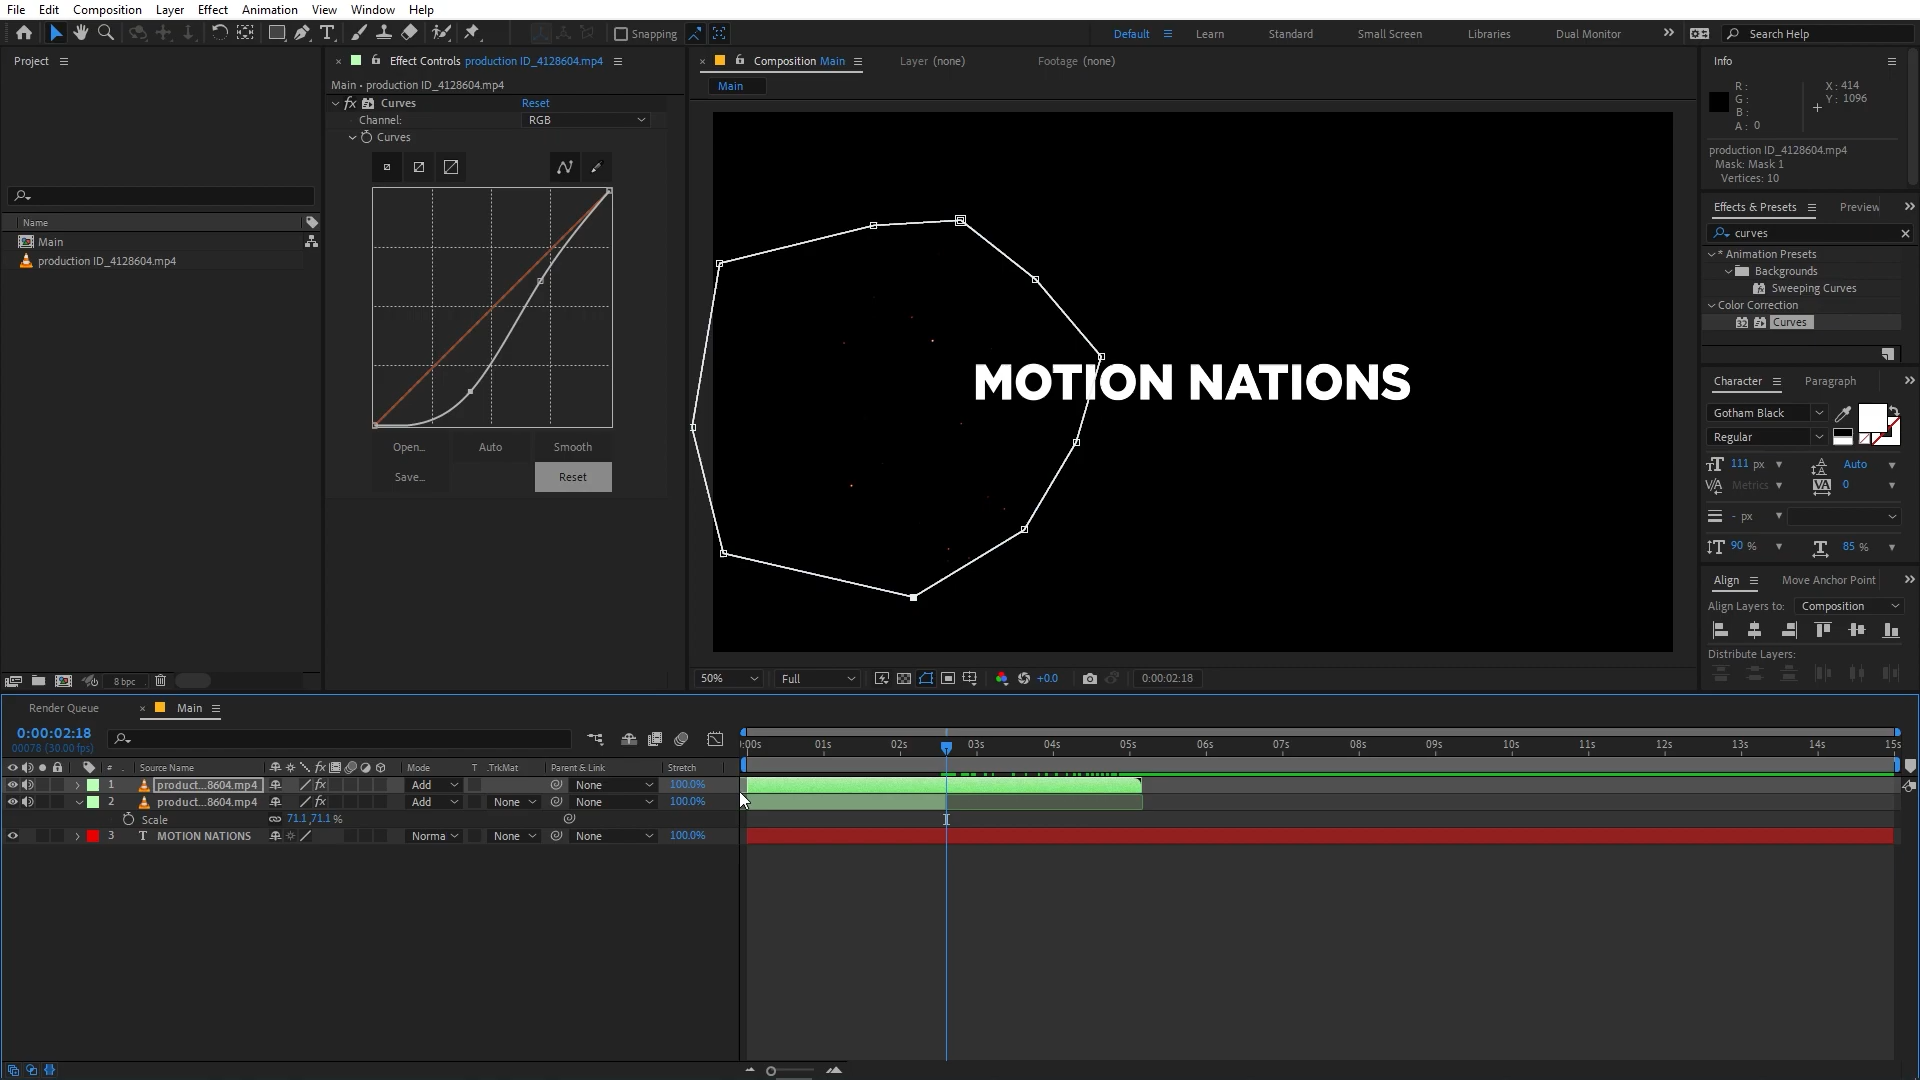 File Edit Composition Layer Effect Animation View Window Help
Snapping
Default Learn Standard Small Screen Libraries Dual Monitor Search Help
Project
Effect Controls production ID_4128604.mp4
Composition Main
Layer (none)
Footage (none)
Info
Main • production ID_4128604.mp4
Main
fx Curves Reset
Channel: RGB
Curves
Open... Auto Smooth
Save... Reset
Name
Main
production ID_4128604.mp4
8 bpc
MOTION NATIONS
50% Full +0.0 0:00:02:18
R :
G :
B :
A : 0
X : 414
Y : 1096
production ID_4128604.mp4
Mask: Mask 1
Vertices: 10
Effects & Presets Preview
curves
* Animation Presets
Backgrounds
Sweeping Curves
Color Correction
32 Curves
Character Paragraph
Gotham Black
Regular
111 px Auto
Metrics 0
- px
90 % 85 %
Align Move Anchor Point
Align Layers to: Composition
Distribute Layers:
Render Queue Main
0:00:02:18
00078 (30.00 fps)
:00s 01s 02s 03s 04s 05s 06s 07s 08s 09s 10s 11s 12s 13s 14s 15s
# Source Name fx Mode T .TrkMat Parent & Link Stretch
1 product...8604.mp4 fx Add None 100.0%
2 product...8604.mp4 fx Add None None 100.0%
Scale 71.1,71.1 %
3 T MOTION NATIONS Norma None None 100.0%